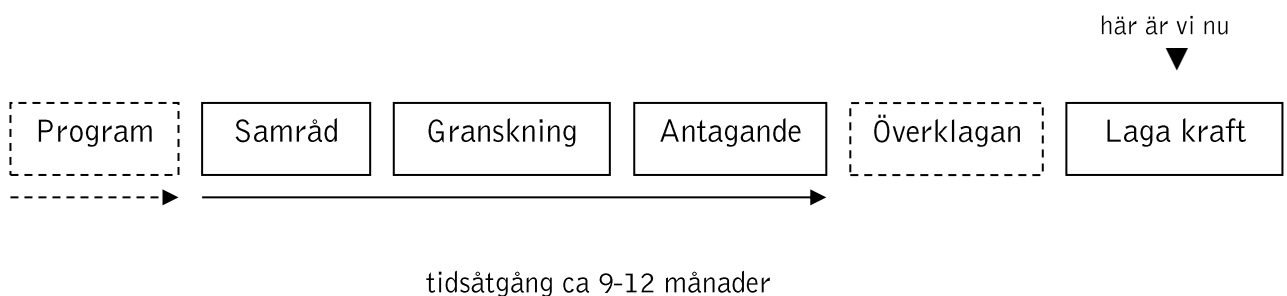 här är vi nu
Program Samråd Granskning Antagande Överklagan Laga kraft
tidsåtgång ca 9-12 månader